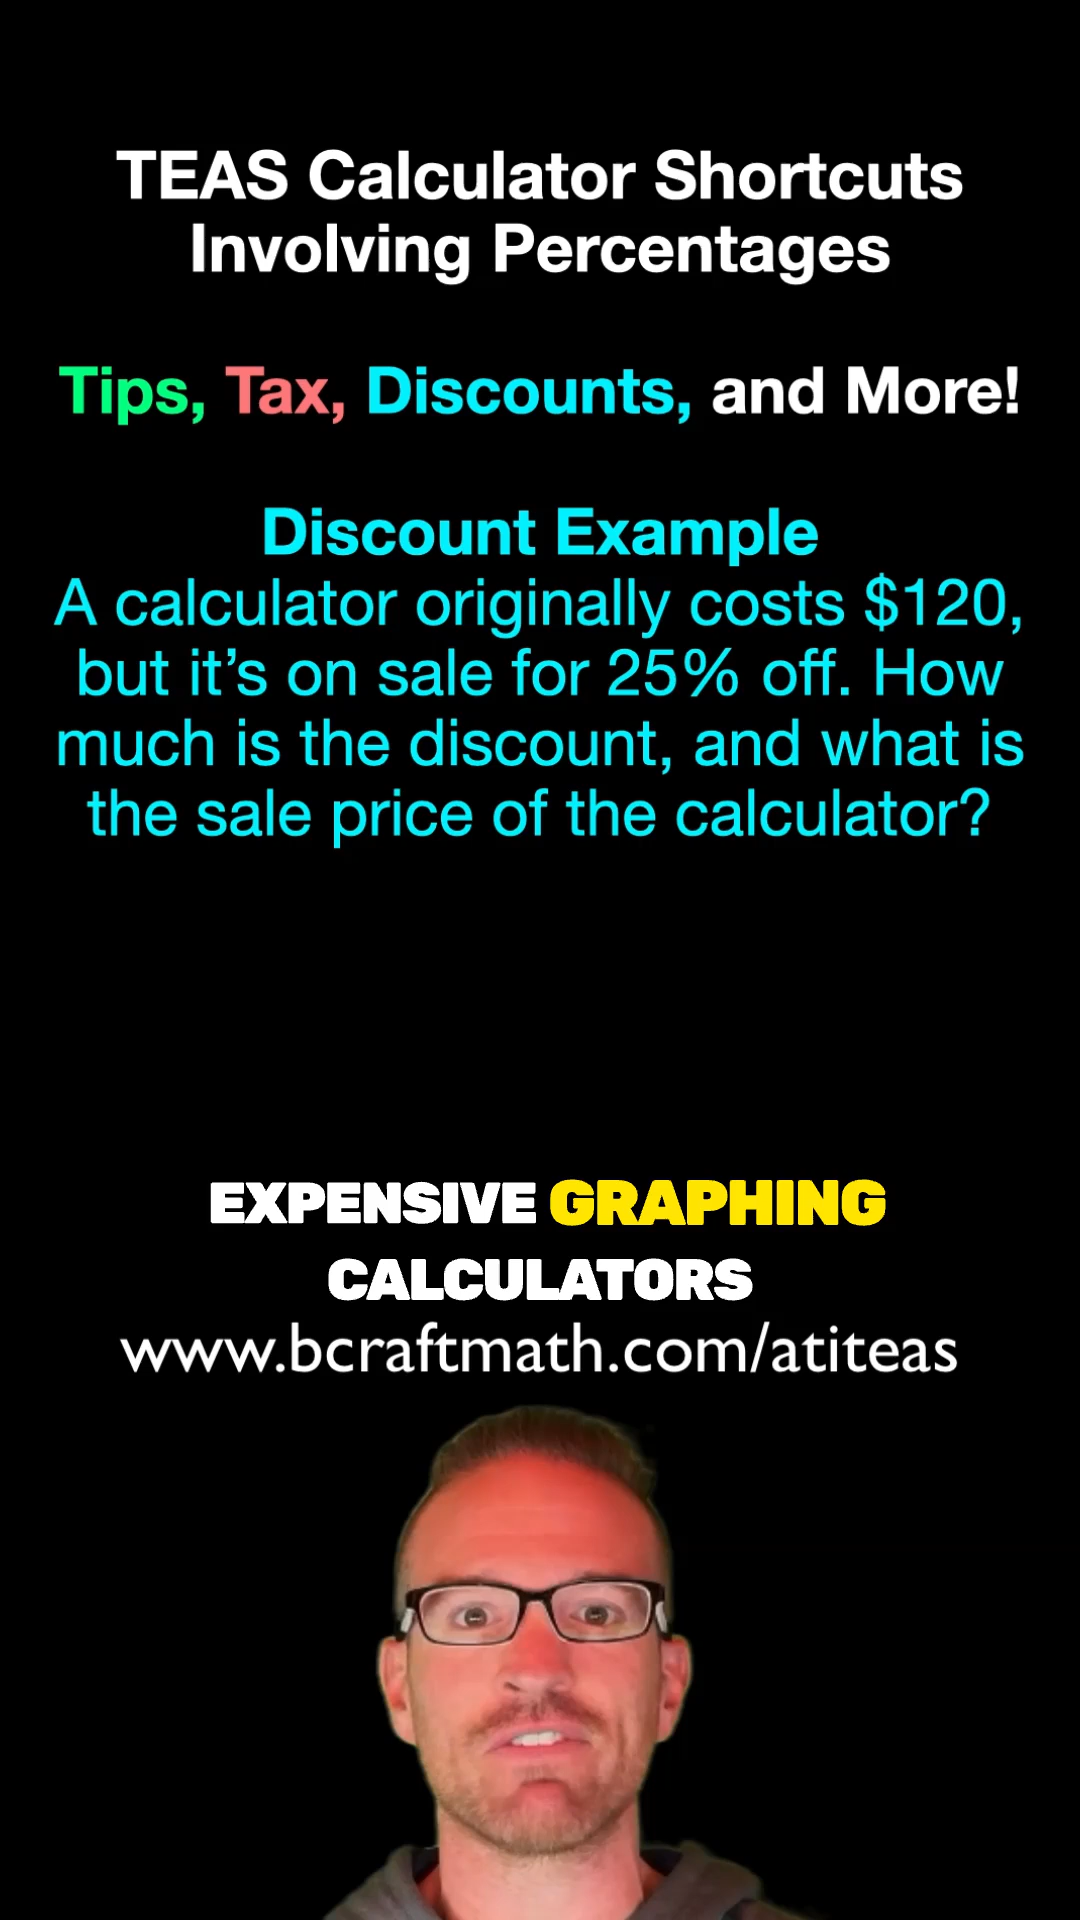 TEAS Calculator Shortcuts
Involving Percentages
Tips, Tax, Discounts, and More!
Discount Example
A calculator originally costs $120,
but it’s on sale for 25% off. How
much is the discount, and what is
the sale price of the calculator?
EXPENSIVE GRAPHING
CALCULATORS
www.bcraftmath.com/atiteas